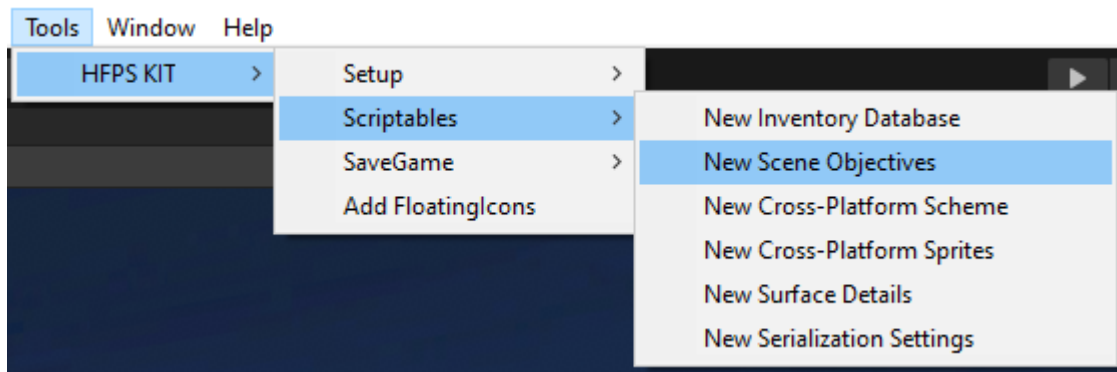 Tools Window Help
HFPS KIT
Setup
Scriptables
SaveGame
Add FloatingIcons
New Inventory Database
New Scene Objectives
New Cross-Platform Scheme
New Cross-Platform Sprites
New Surface Details
New Serialization Settings